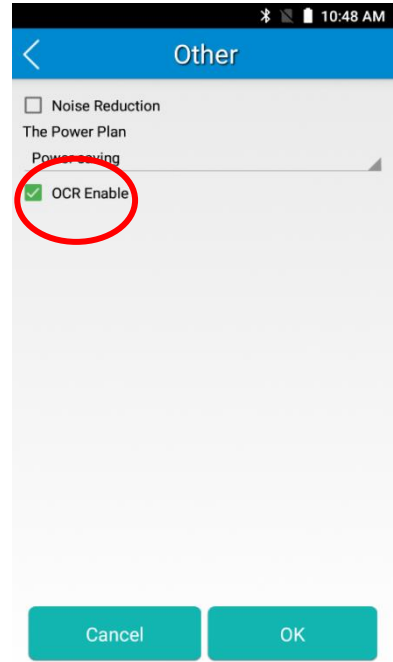 10:48 AM
Other
Noise Reduction
The Power Plan
Power saving
OCR Enable
Cancel
OK